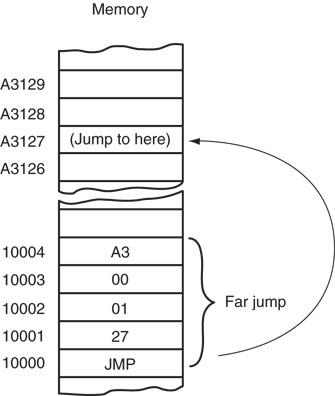 Memory
A3129
A3128
A3127 (Jump to here)
A3126
10004 A3
10003 00
10002 01
10001 27
10000 JMP
Far jump